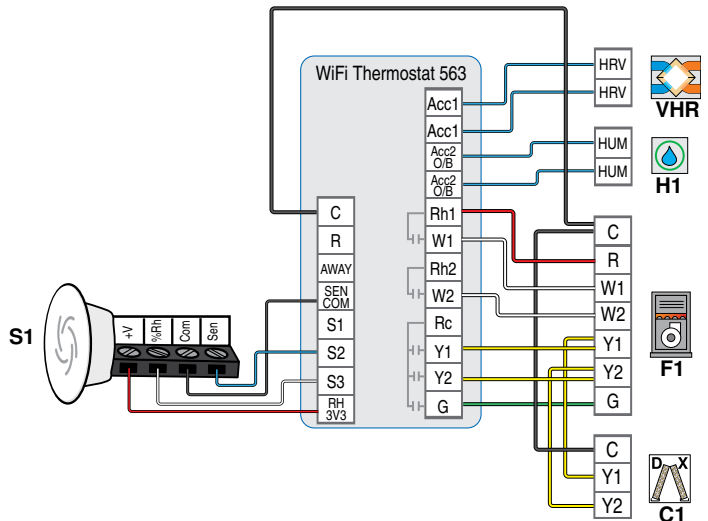 WiFi Thermostat 563
Acc1
Acc1
Acc2
O/B
Acc2
O/B
Rh1
W1
Rh2
W2
Rc
Y1
Y2
G
C
R
AWAY
SEN
COM
S1
S2
S3
RH
3V3
S1
+V
%Rh
Com
Sen
HRV
HRV
VHR
HUM
HUM
H1
C
R
W1
W2
Y1
Y2
G
F1
C
Y1
Y2
D X
C1